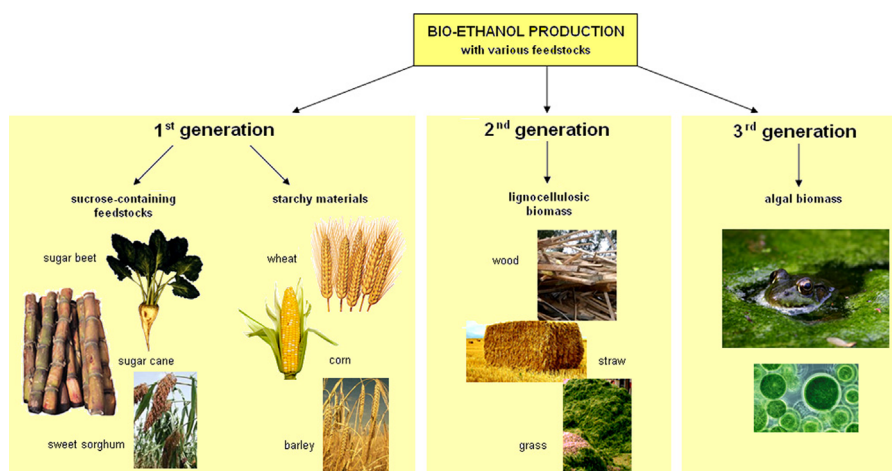 BIO-ETHANOL PRODUCTION
with various feedstocks
1st generation
sucrose-containing
feedstocks
sugar beet
sugar cane
sweet sorghum
starchy materials
wheat
corn
barley
2nd generation
lignocellulosic
biomass
wood
straw
grass
3rd generation
algal biomass